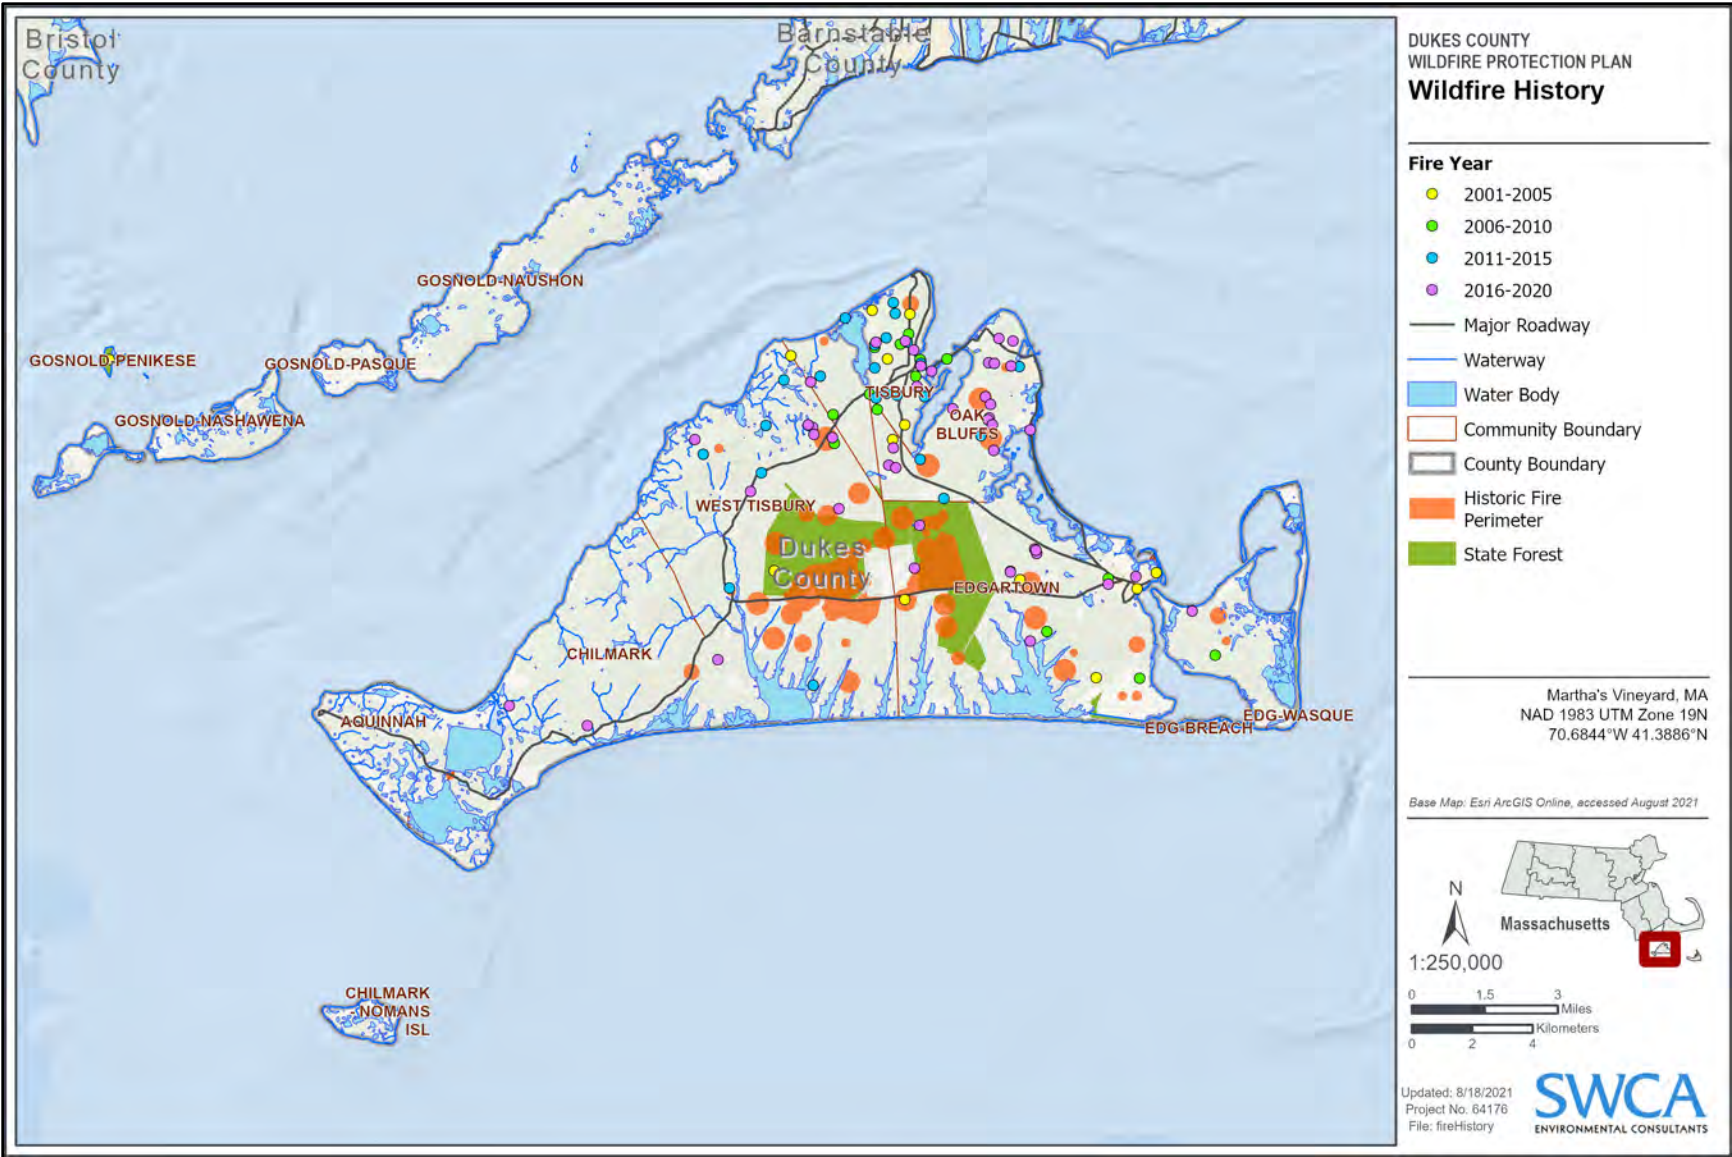 Bristol
County
Barnstable
County
GOSNOLD-NAUSHON
GOSNOLD-PENIKESE
GOSNOLD-PASQUE
GOSNOLD-NASHAWENA
TISBURY
OAK
BLUFFS
WEST TISBURY
Dukes
County
EDGARTOWN
CHILMARK
AQUINNAH
EDG-WASQUE
EDG-BREACH
CHILMARK
- NOMANS
ISL
DUKES COUNTY
WILDFIRE PROTECTION PLAN
Wildfire History
Fire Year
2001-2005
2006-2010
2011-2015
2016-2020
Major Roadway
Waterway
Water Body
Community Boundary
County Boundary
Historic Fire
Perimeter
State Forest
Martha's Vineyard, MA
NAD 1983 UTM Zone 19N
70.6844°W 41.3886°N
Base Map: Esri ArcGIS Online, accessed August 2021
N
Massachusetts
1:250,000
0 1.5 3
Miles
Kilometers
0 2 4
Updated: 8/18/2021
Project No. 64176
File: fireHistory
SWCA
ENVIRONMENTAL CONSULTANTS